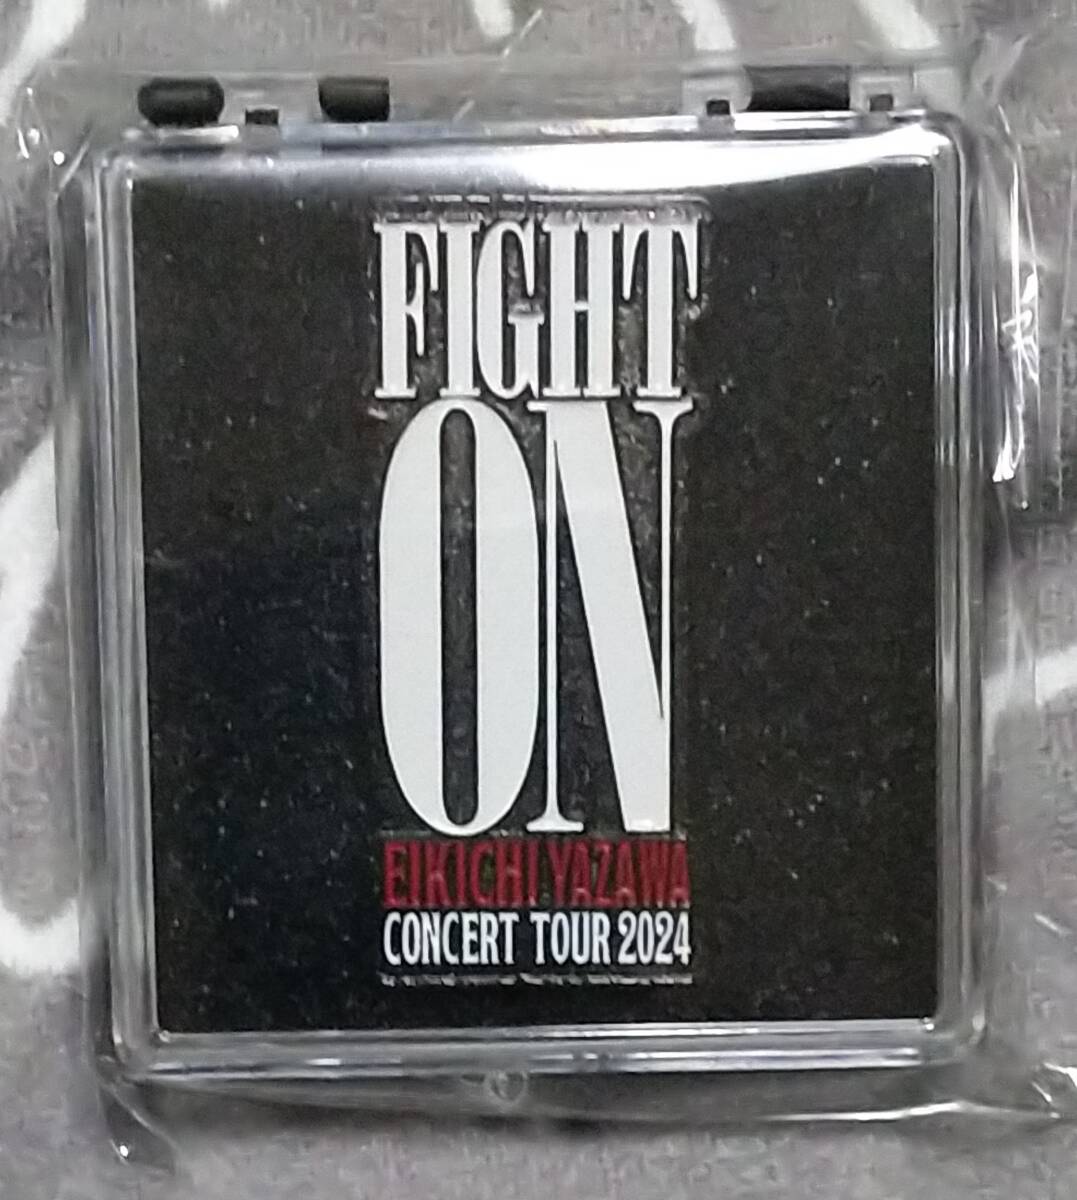 FIGHT
ON
EIKICHI YAZAWA
CONCERT TOUR 2024